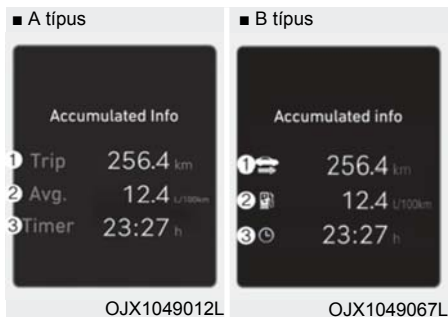 ■ A típus
Accumulated Info
1 Trip 256.4 km
2 Avg. 12.4 L/100km
3 Timer 23:27 h
OJX1049012L
■ B típus
Accumulated info
1 256.4 km
2 12.4 L/100km
3 23:27 h
OJX1049067L